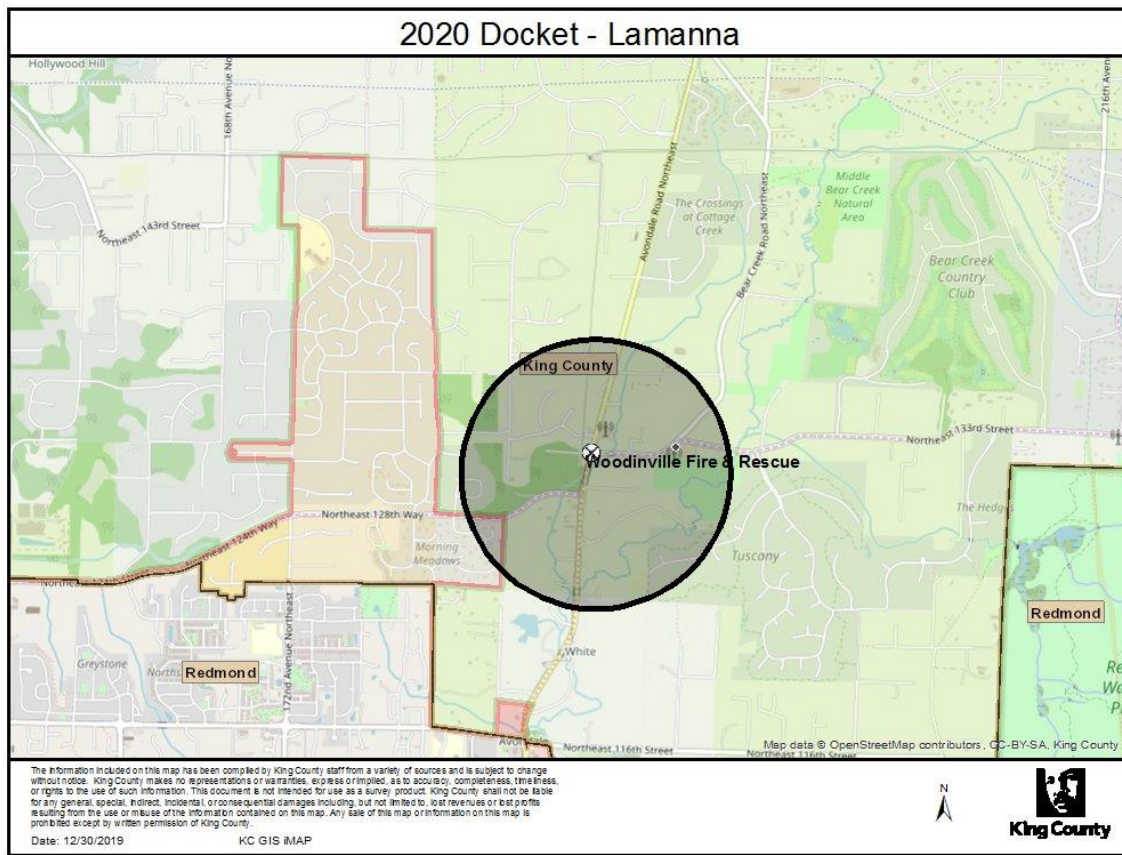 2020 Docket - Lamanna
Hollywood Hill
168th Avenue No
216th Avenu
Northeast 143rd Street
Avondale Road Northeast
The Crossings
at Cottage
Creek
Bear Creek Road Northeast
Middle
Bear Creek
Natural
Area
Bear Creek
Country
Club
King County
Northeast 133rd Street
Woodinville Fire & Rescue
Northeast 128th Way
Northeast 124th Way
The Hedges
Morning
Meadows
Tuscany
Redmond
Greystone
Norths
Redmond
172nd Avenue Northeast
White
Northeast 116th Street
Map data © OpenStreetMap contributors, CC-BY-SA, King County
The information included on this map has been compiled by King County staff from a variety of sources and is subject to change
without notice. King County makes no representations or warranties, express or implied, as to accuracy, completeness, timeliness,
or rights to the use of such information. This document is not intended for use as a survey product. King County shall not be liable
for any general, special, indirect, incidental, or consequential damages including, but not limited to, lost revenues or lost profits
resulting from the use or misuse of the information contained on this map. Any sale of this map or information on this map is
prohibited except by written permission of King County.
Date: 12/30/2019
KC GIS iMAP
N
King County